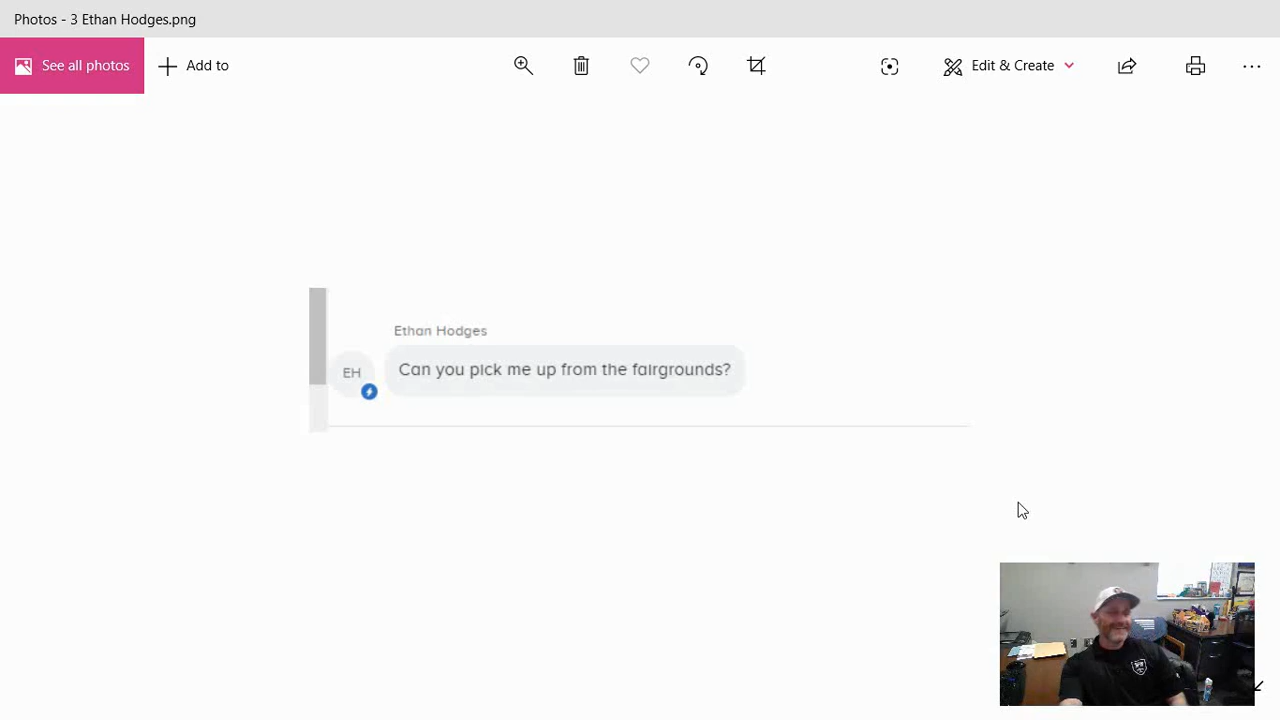 Photos - 3 Ethan Hodges.png
See all photos
Add to
Edit & Create
Ethan Hodges
EH
Can you pick me up from the fairgrounds?